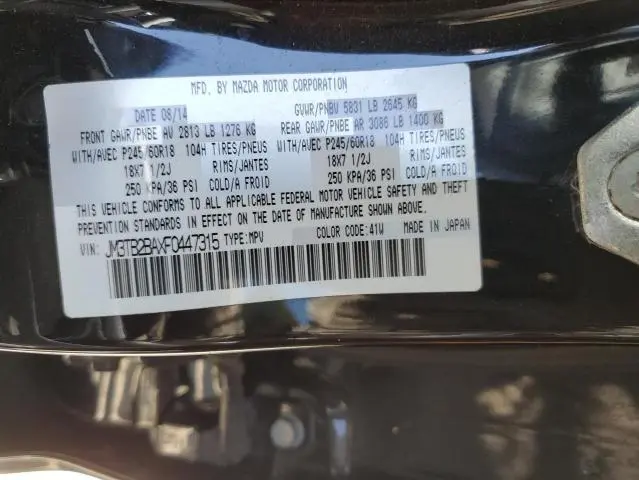 MFD. BY MAZDA MOTOR CORPORATION
DATE 08/14 GVWR/PNBV 5831 LB 2645 KG
FRONT GAWR/PNBE AV 2813 LB 1276 KG REAR GAWR/PNBE AR 3086 LB 1400 KG
WITH/AVEC P245/60R18 104H TIRES/PNEUS WITH/AVEC P245/60R18 104H TIRES/PNEUS
18X7 1/2J RIMS/JANTES 18X7 1/2J RIMS/JANTES
250 KPA/36 PSI COLD/A FROID 250 KPA/36 PSI COLD/A FROID
THIS VEHICLE CONFORMS TO ALL APPLICABLE FEDERAL MOTOR VEHICLE SAFETY AND THEFT
PREVENTION STANDARDS IN EFFECT ON THE DATE OF MANUFACTURE SHOWN ABOVE.
VIN: JM3TB2BAXF0447315 TYPE:MPV COLOR CODE:41W MADE IN JAPAN